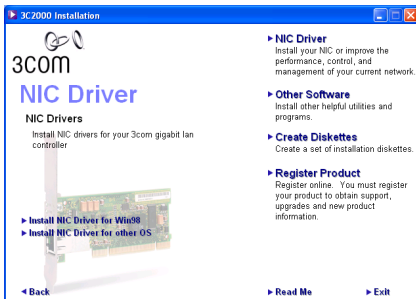 3C2000 Installation
3COM
NIC Driver
NIC Drivers
Install NIC drivers for your 3com gigabit lan
controller
Install NIC Driver for Win98
Install NIC Driver for other OS
Back
NIC Driver
Install your NIC or improve the
performance, control, and
management of your current network.
Other Software
Install other helpful utilities and
programs.
Create Diskettes
Create a set of installation diskettes.
Register Product
Register online. You must register
your product to obtain support,
upgrades and new product
information.
Read Me
Exit